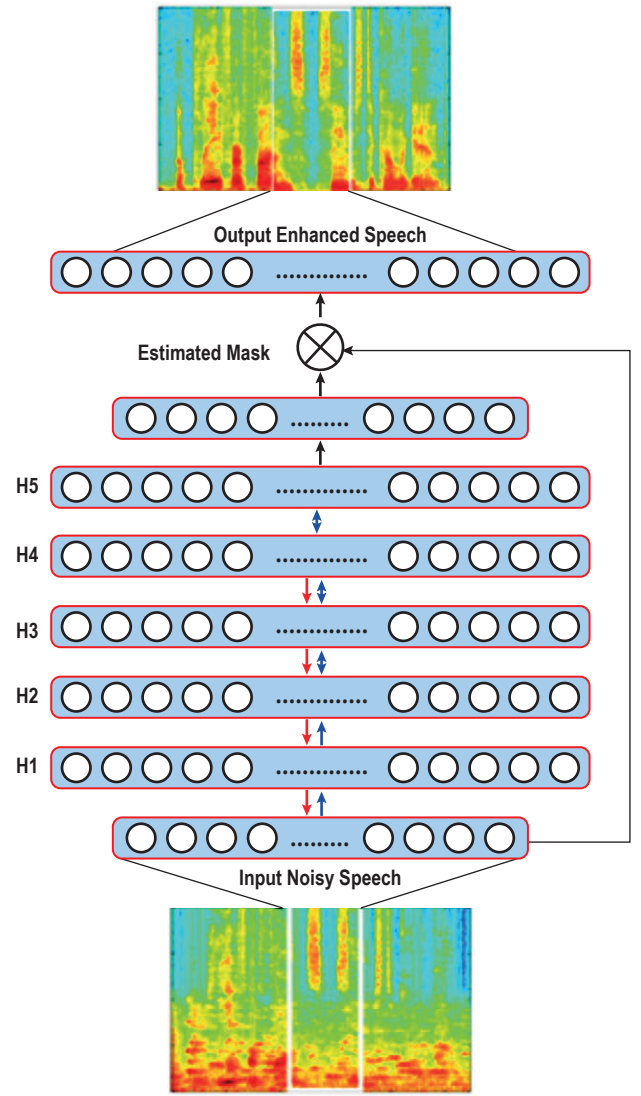 Output Enhanced Speech
Estimated Mask
H5
H4
H3
H2
H1
Input Noisy Speech